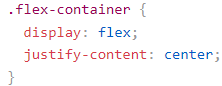 .flex-container {
  display: flex;
  justify-content: center;
}